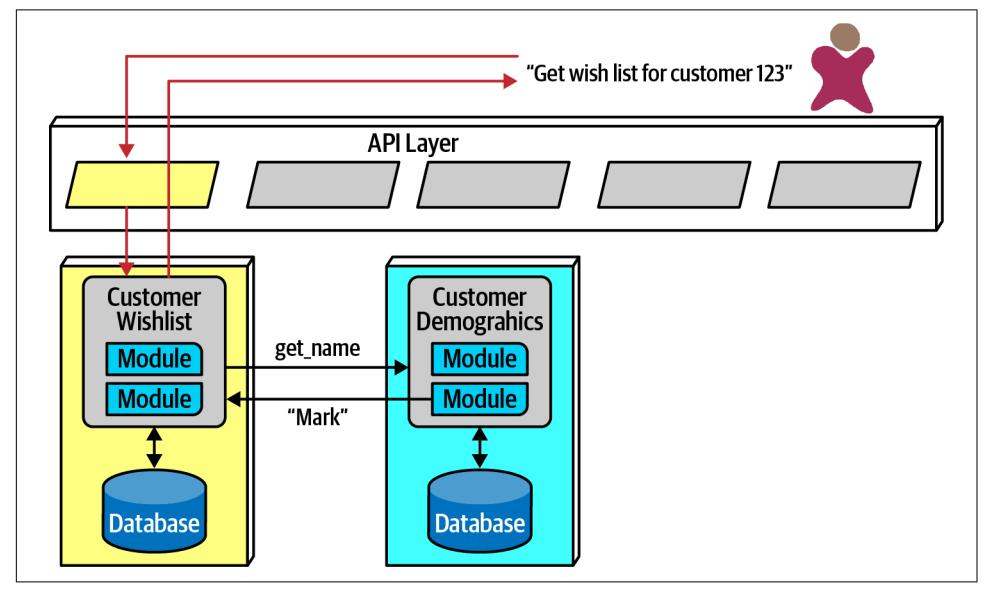 “Get wish list for customer 123”
API Layer
Customer
Wishlist
Module
Module
Database
get_name
“Mark”
Customer
Demograhics
Module
Module
Database